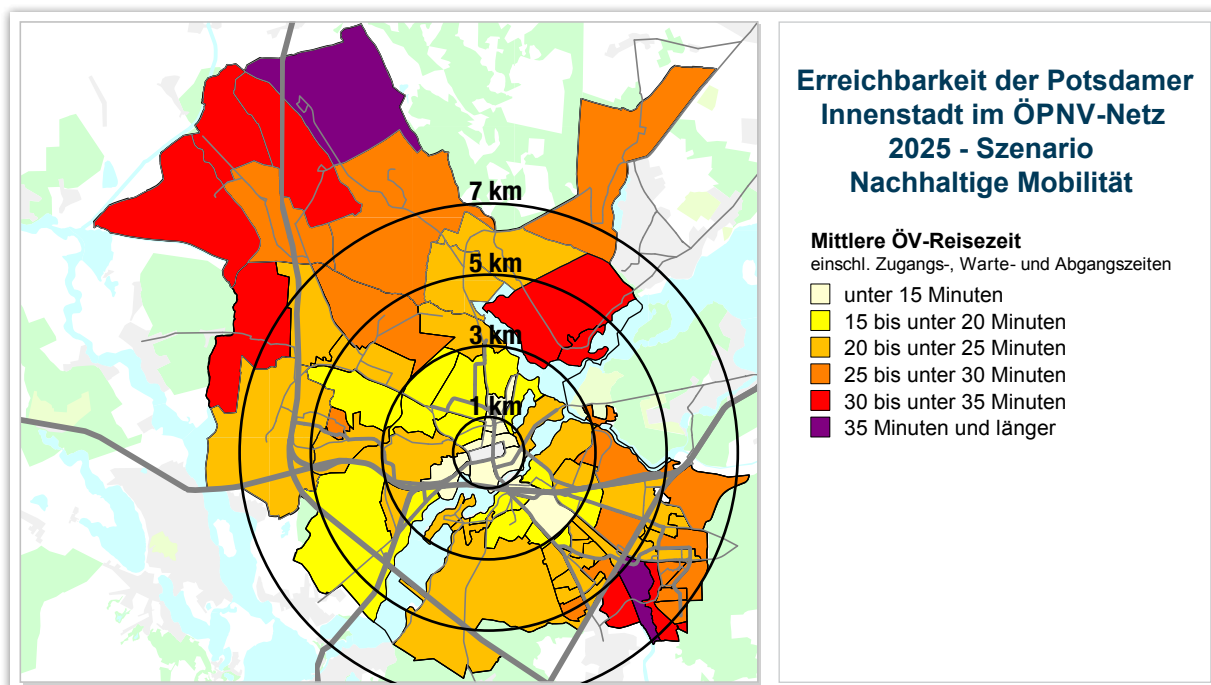 7 km
5 km
3 km
1 km
Erreichbarkeit der Potsdamer
Innenstadt im ÖPNV-Netz
2025 - Szenario
Nachhaltige Mobilität
Mittlere ÖV-Reisezeit
einschl. Zugangs-, Warte- und Abgangszeiten
unter 15 Minuten
15 bis unter 20 Minuten
20 bis unter 25 Minuten
25 bis unter 30 Minuten
30 bis unter 35 Minuten
35 Minuten und länger